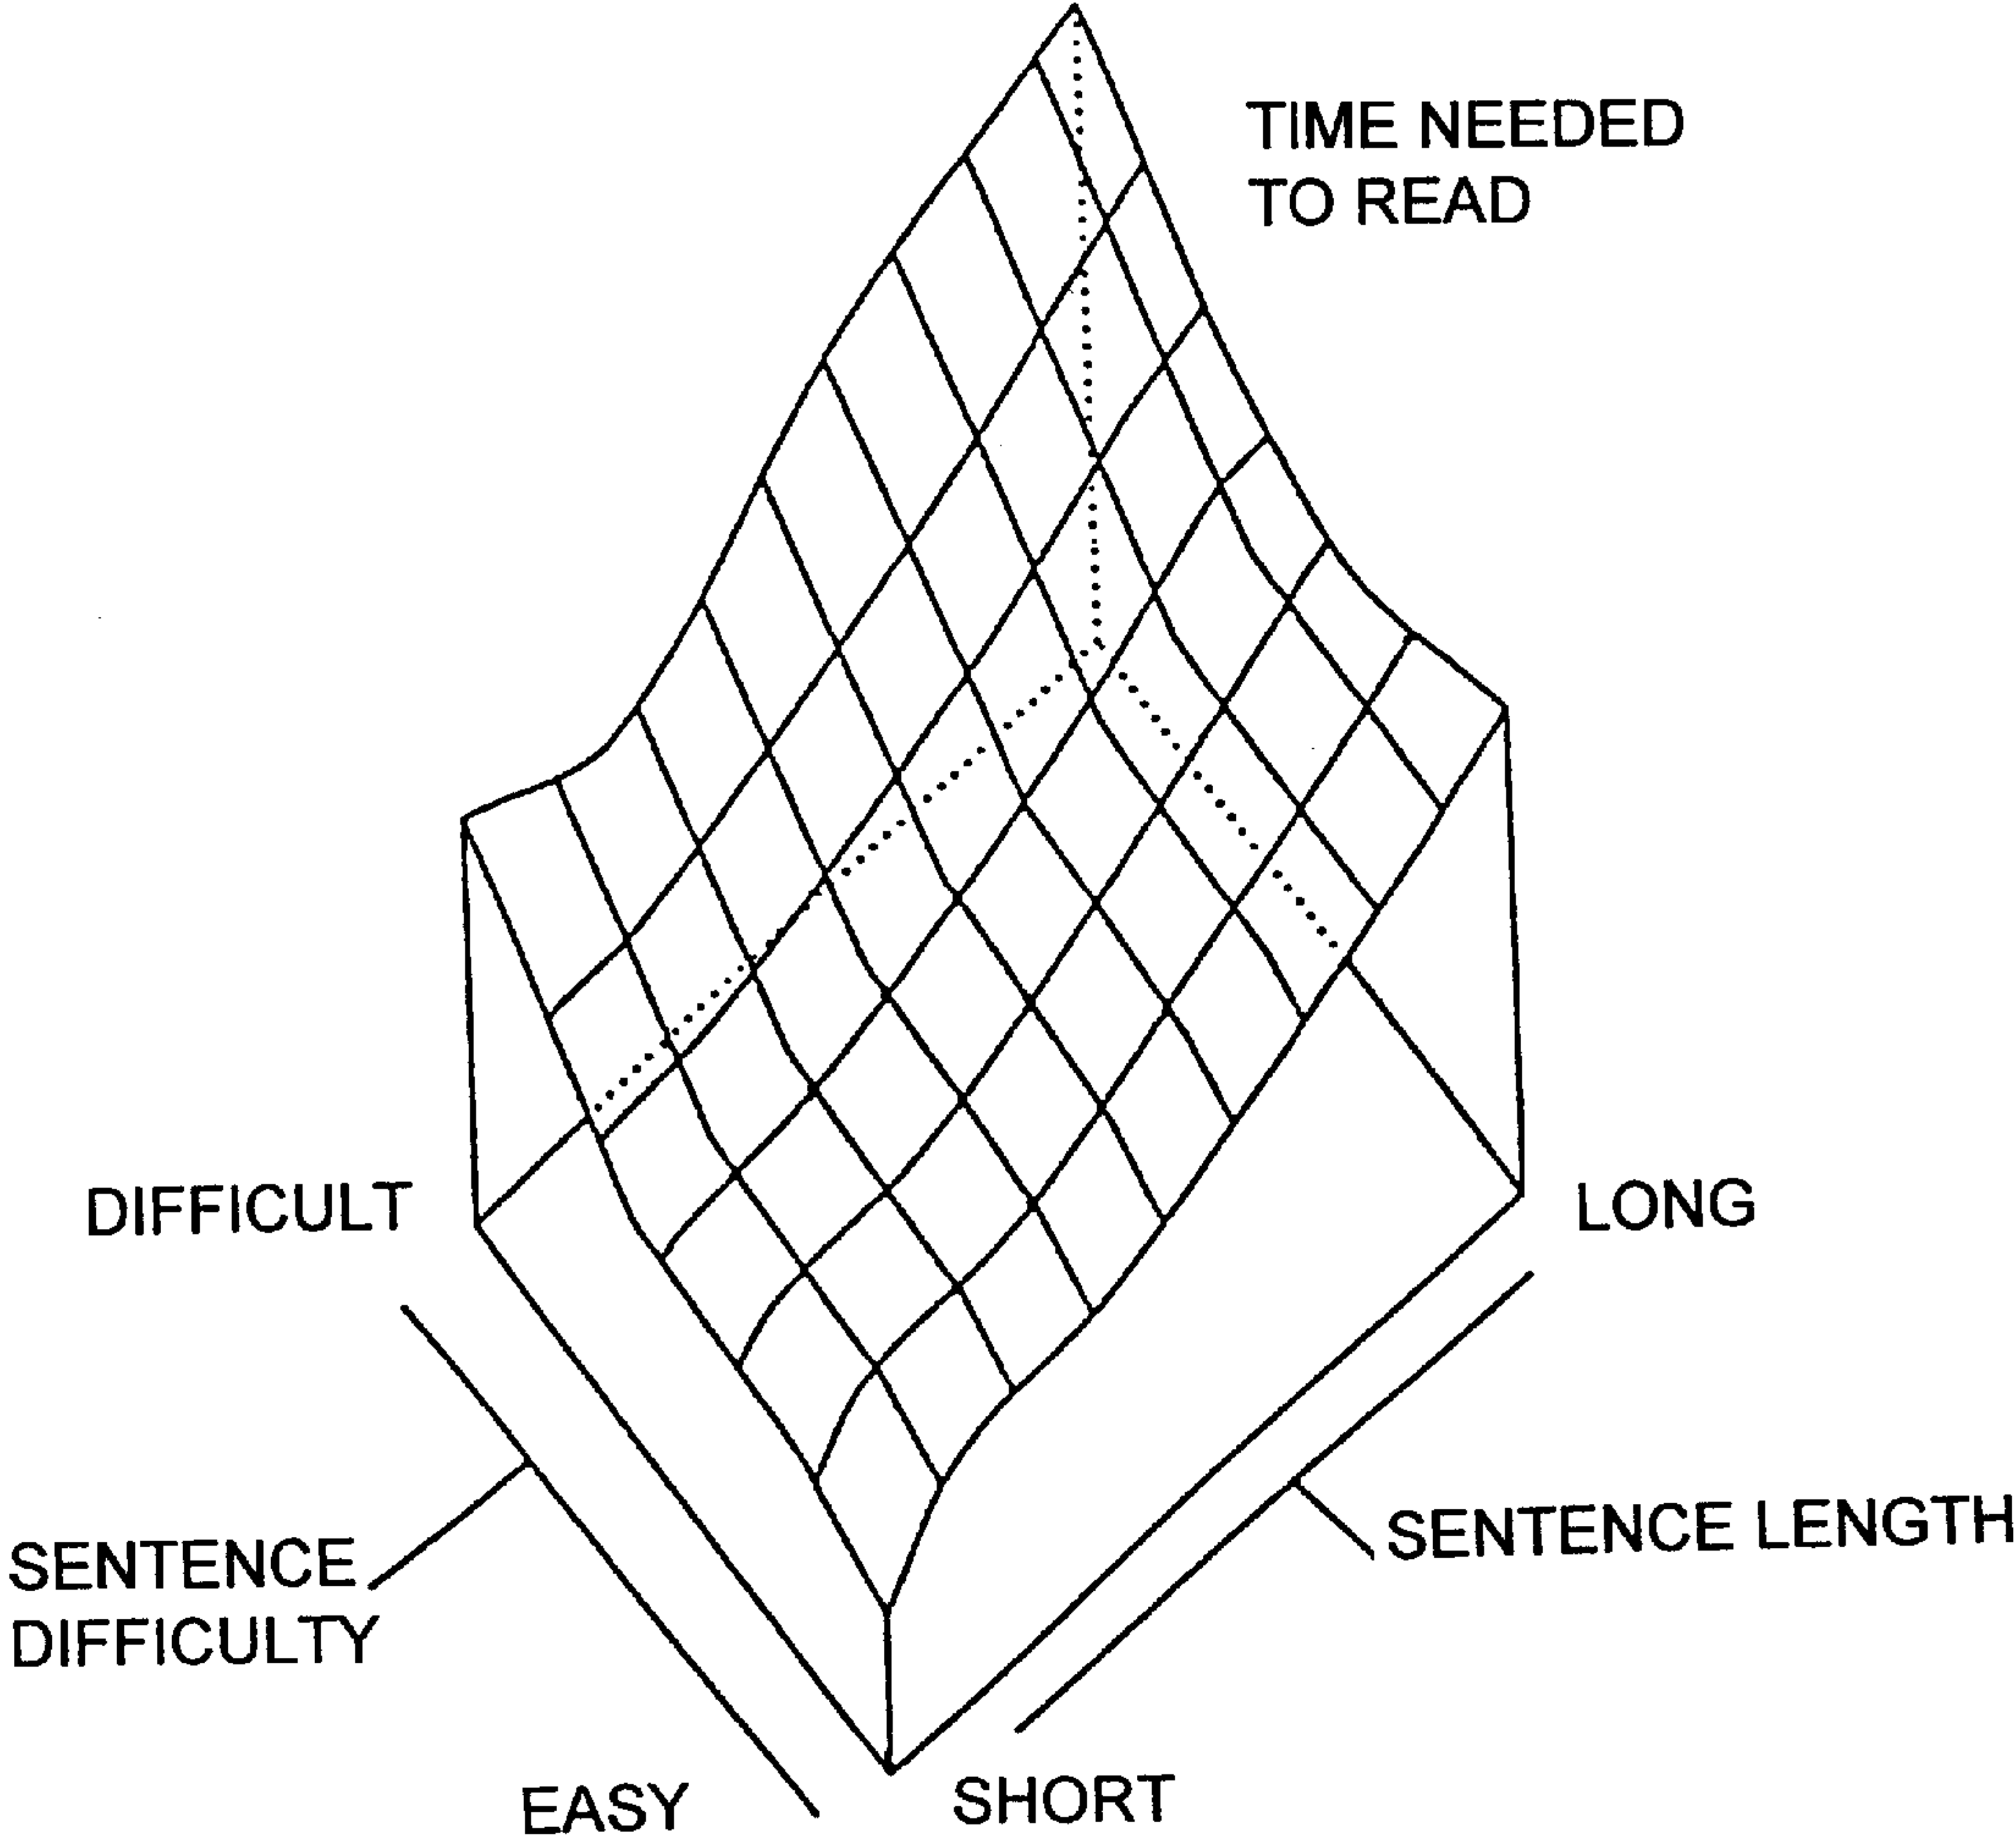 TIME NEEDED
TO READ
DIFFICULT
LONG
SENTENCE LENGTH
SENTENCE
DIFFICULTY
EASY
SHORT